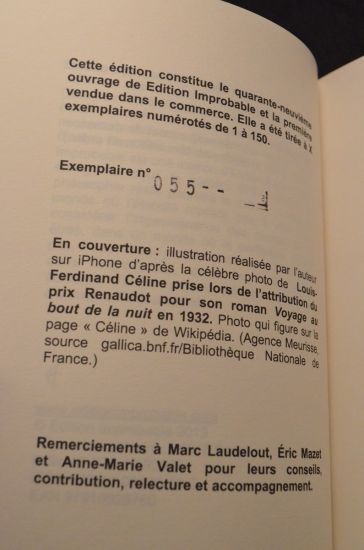 Cette édition constitue le quarante-neuvième
ouvrage de Edition Improbable et la première
vendue dans le commerce. Elle a été tirée à X
exemplaires numérotés de 1 à 150.
Exemplaire n° 055--
En couverture : illustration réalisée par l'auteur
sur iPhone d'après la célèbre photo de Louis-
Ferdinand Céline prise lors de l'attribution du
prix Renaudot pour son roman Voyage au
bout de la nuit en 1932. Photo qui figure sur la
page « Céline » de Wikipédia. (Agence Meurisse,
source gallica.bnf.fr/Bibliothèque Nationale de
France.)
Remerciements à Marc Laudelout, Éric Mazet
et Anne-Marie Valet pour leurs conseils,
contribution, relecture et accompagnement.